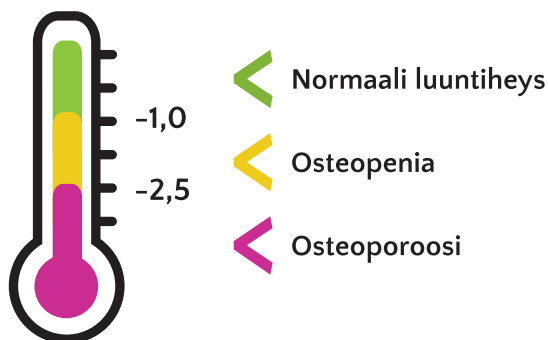 Normaali luuntiheys
-1,0
Osteopenia
-2,5
Osteoporoosi